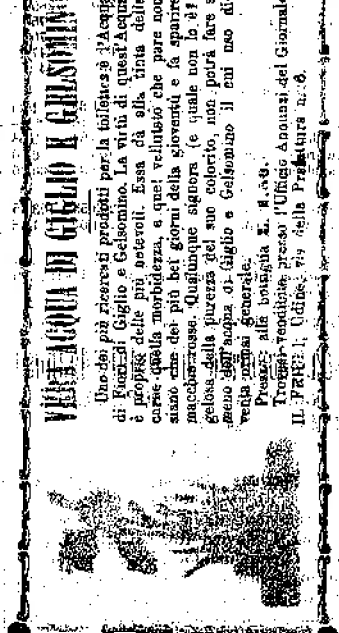 VERA ACQUA DI GIGLIO E GELSOMINO
Uno dei più ricercati prodotti per la toilette è l'Acqua
di Fiori di Giglio e Gelsomino. La virtù di quest'Acqua
è proprio delle più notevoli. Essa dà alla tinta della
carne quella morbidezza, e quel vellutato che pare non
siano che dei più bei giorni della gioventù e fa sparire
macchie rosse. Qualunque signora (e quale non lo è?
gelosa della purezza del suo colorito, non potrà fare
meno dell'acqua di Giglio e Gelsomino il cui uso
venta ormai generale.
Prezzo: alla bottiglia L.
Trovasi vendibile presso l'Ufficio Annunzi del Giornale
IL FRIULI, Udine, via della Prefettura n. 6.